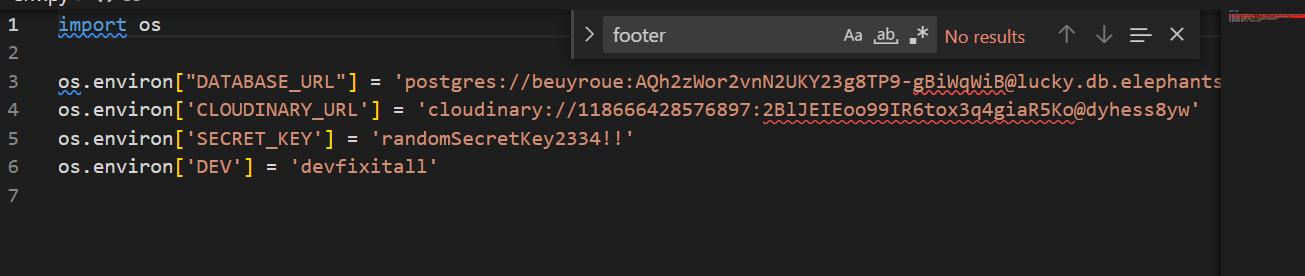 1 import os
footer Aa ab .* No results
2
3 os.environ["DATABASE_URL"] = 'postgres://beuyroue:AQh2zWor2vnN2UKY23g8TP9-gBiWqWiB@lucky.db.elephants
4 os.environ['CLOUDINARY_URL'] = 'cloudinary://118666428576897:2BlJEIEoo99IR6tox3q4giaR5Ko@dyhess8yw'
5 os.environ['SECRET_KEY'] = 'randomSecretKey2334!!'
6 os.environ['DEV'] = 'devfixitall'
7